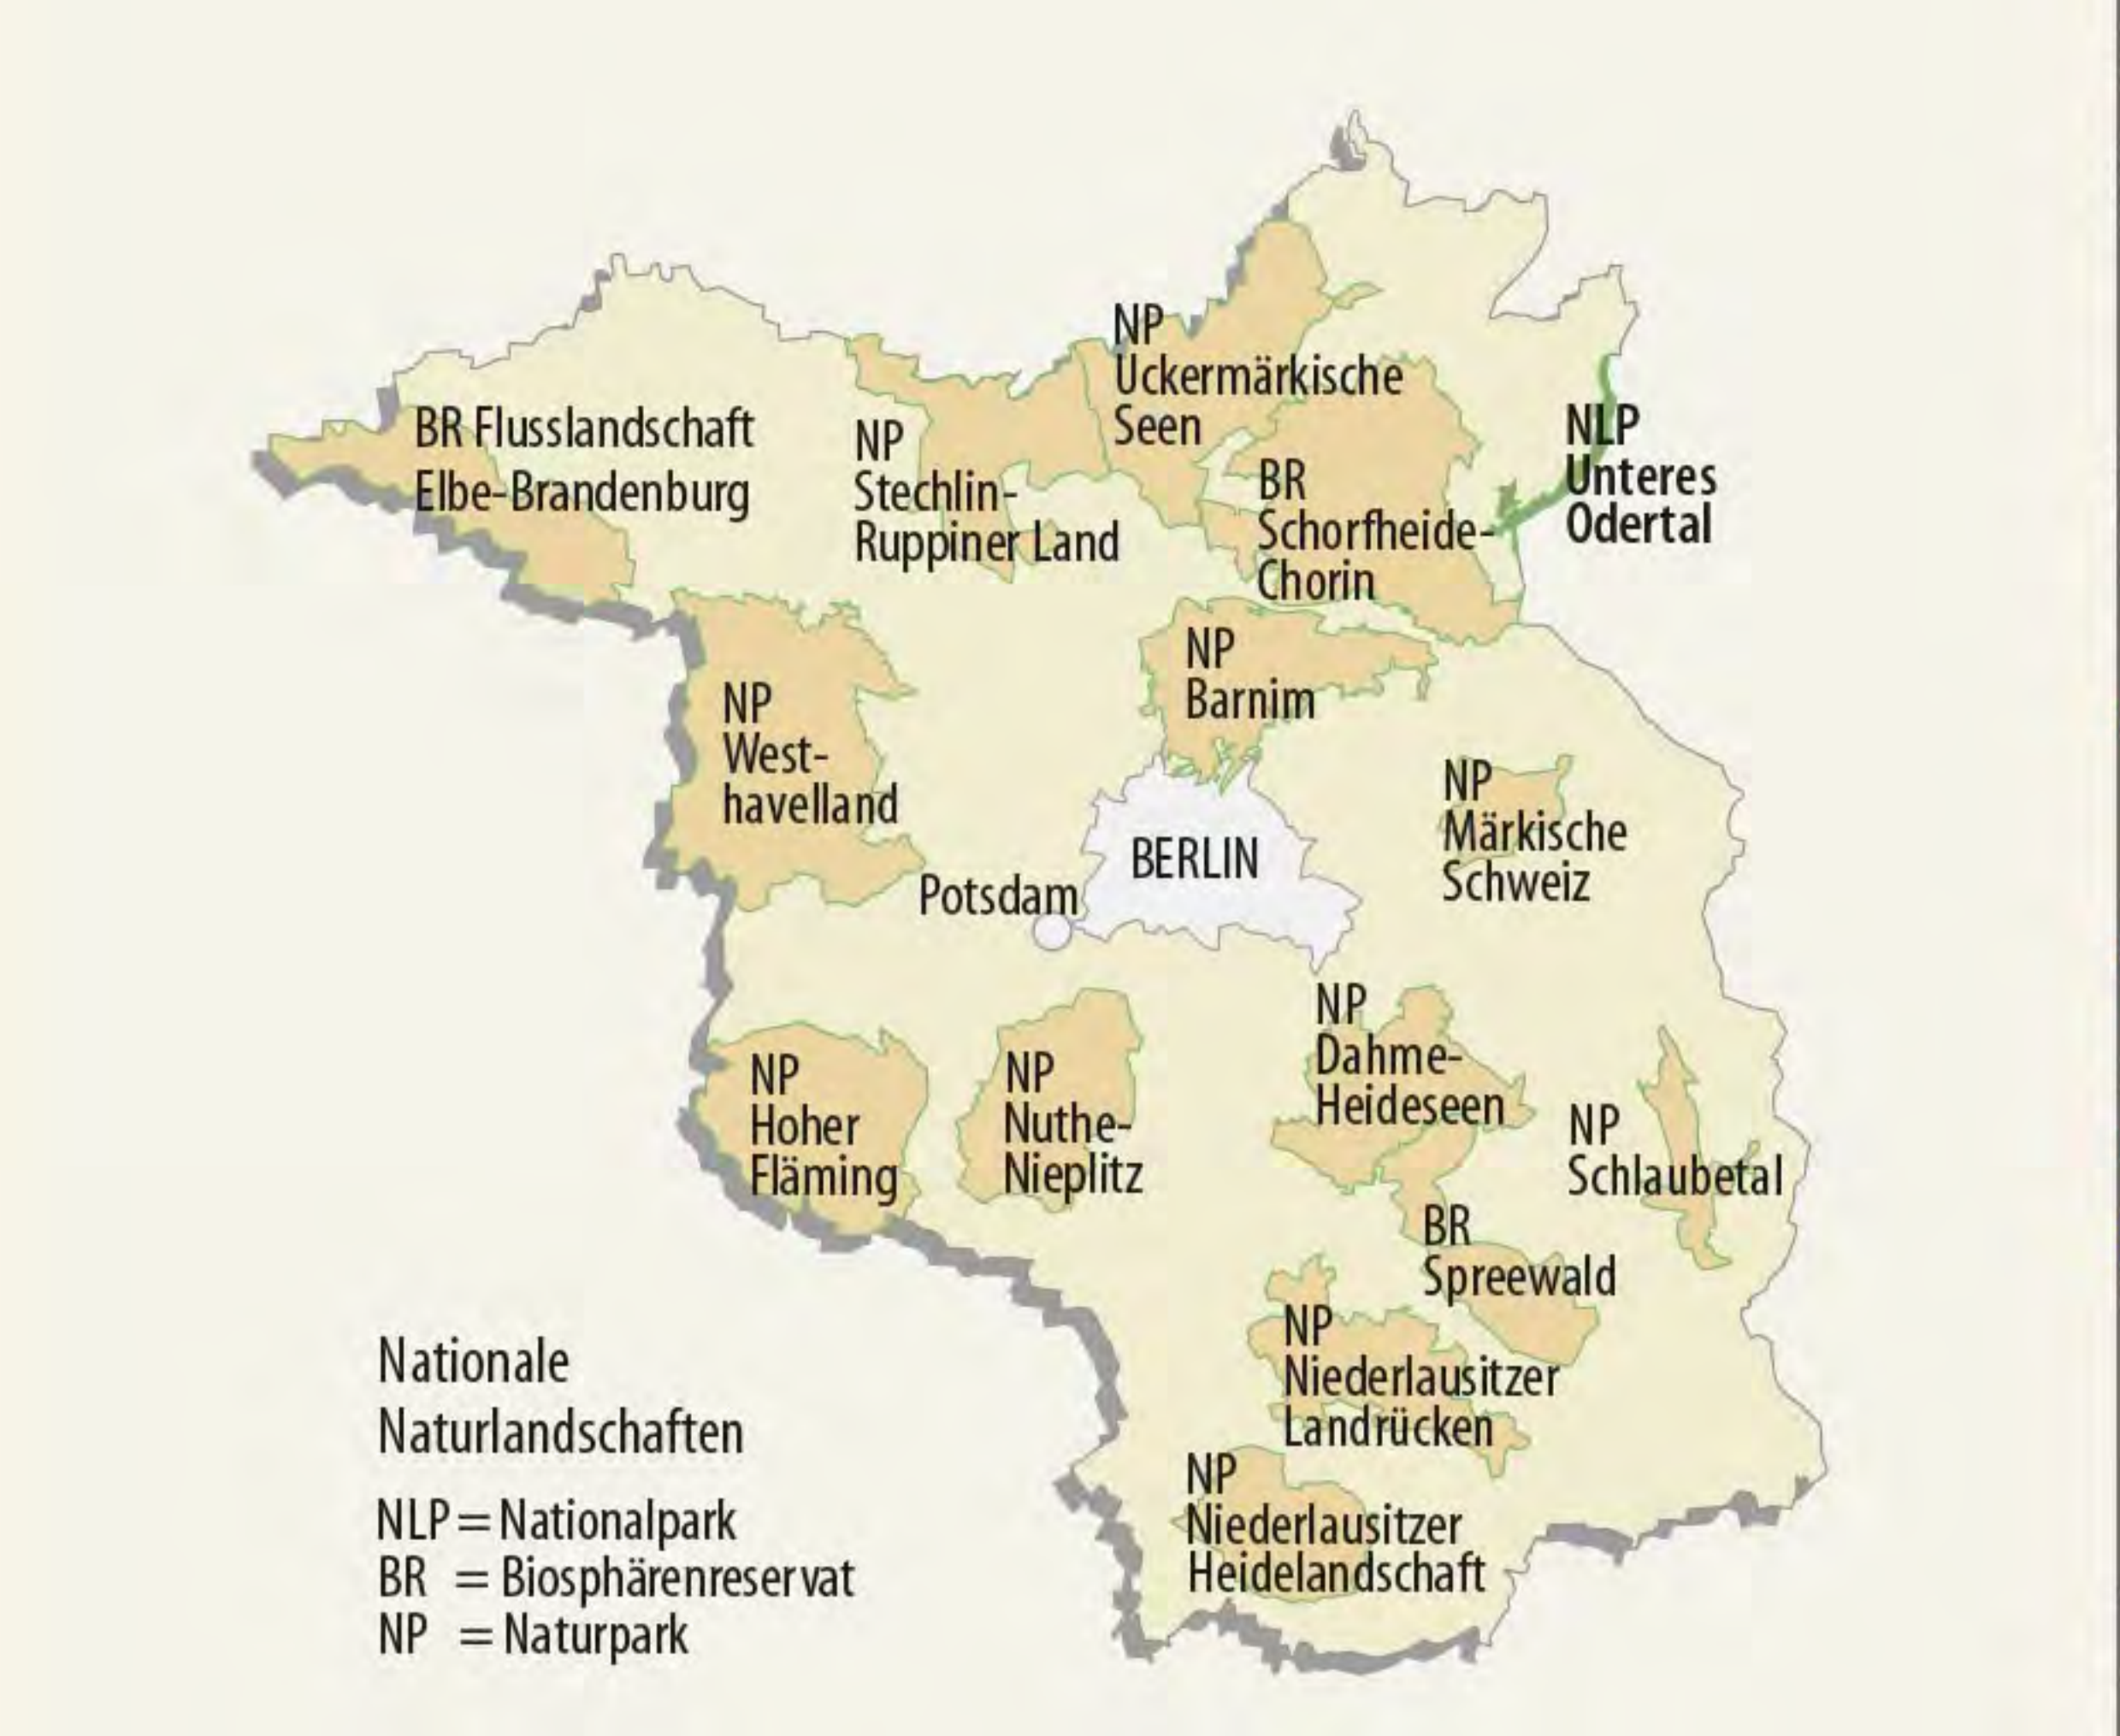 NP
Uckermärkische
Seen
BR Flusslandschaft
Elbe-Brandenburg
NP
Stechlin-
Ruppiner Land
NLP
Unteres
Odertal
BR
Schorfheide-
Chorin
NP
Barnim
NP
West-
havelland
NP
Märkische
Schweiz
BERLIN
Potsdam
NP
Dahme-
Heideseen
NP
Hoher
Fläming
NP
Nuthe-
Nieplitz
NP
Schlaubetal
BR
Spreewald
NP
Niederlausitzer
Landrücken
NP
Niederlausitzer
Heidelandschaft
Nationale
Naturlandschaften
NLP = Nationalpark
BR = Biosphärenreservat
NP = Naturpark